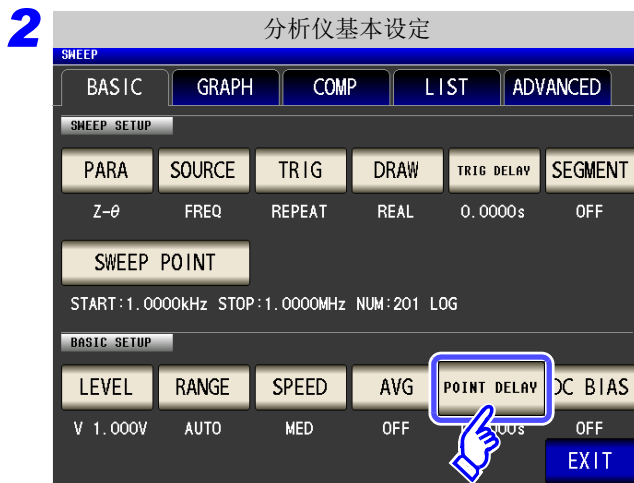 2
分析仪基本设定
SWEEP
BASIC GRAPH COMP LIST ADVANCED
SWEEP SETUP
PARA SOURCE TRIG DRAW TRIG DELAY SEGMENT
Z-θ FREQ REPEAT REAL 0.0000s OFF
SWEEP POINT
START:1.0000kHz STOP:1.0000MHz NUM:201 LOG
BASIC SETUP
LEVEL RANGE SPEED AVG POINT DELAY DC BIAS
V 1.000V AUTO MED OFF OFF
EXIT